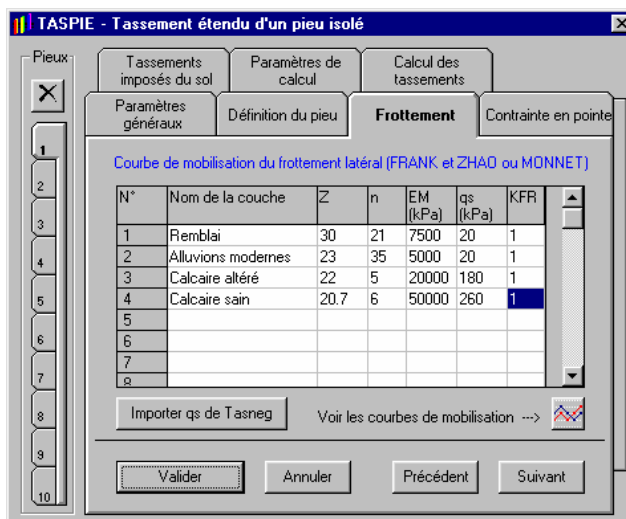 TASPIE - Tassement étendu d'un pieu isolé
Pieux
1
2
3
4
5
6
7
8
9
10
Tassements imposés du sol
Paramètres de calcul
Calcul des tassements
Paramètres généraux
Définition du pieu
Frottement
Contrainte en pointe
Courbe de mobilisation du frottement latéral (FRANK et ZHAO ou MONNET)
N° Nom de la couche Z n EM (kPa) qs (kPa) KFR
1 Remblai 30 21 7500 20 1
2 Alluvions modernes 23 35 5000 20 1
3 Calcaire altéré 22 5 20000 180 1
4 Calcaire sain 20.7 6 50000 260 1
5
6
7
8
Importer qs de Tasneg
Voir les courbes de mobilisation --->
Valider
Annuler
Précédent
Suivant